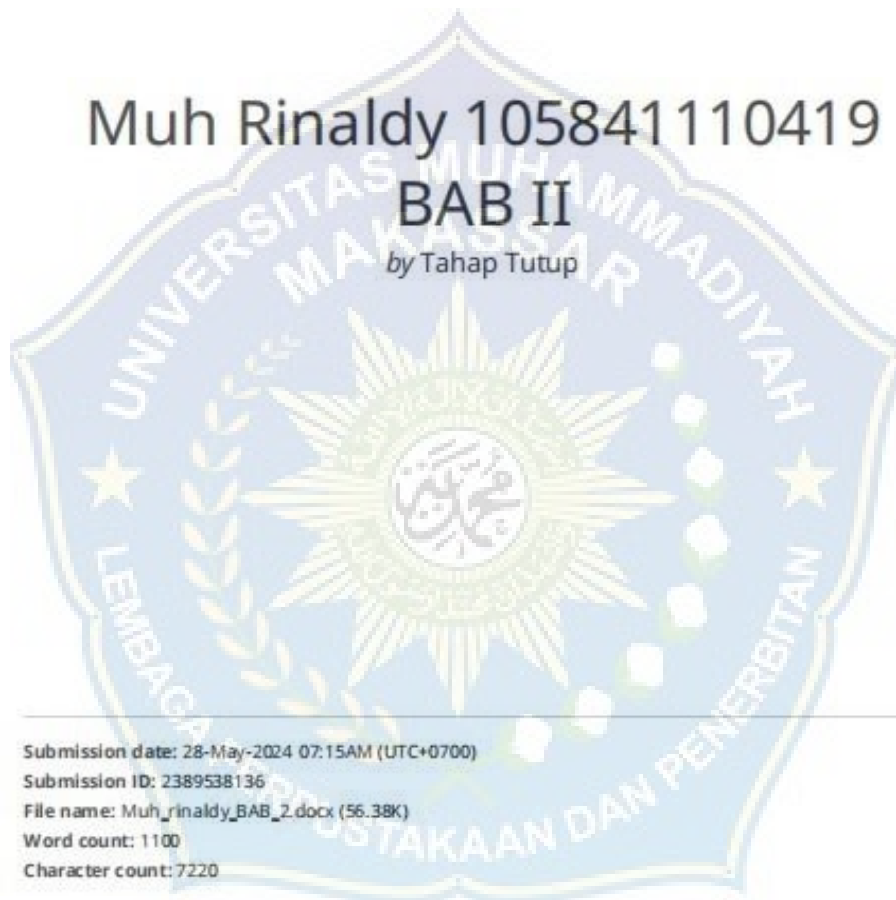 Muh Rinaldy 105841110419
BAB II
by Tahap Tutup
UNIVERSITAS MUHAMMADIYAH
MAKASSAR
محمدية
LEMBAGA PERPUSTAKAAN DAN PENERBITAN
Submission date: 28-May-2024 07:15AM (UTC+0700)
Submission ID: 2389538136
File name: Muh_rinaldy_BAB_2.docx (56.38K)
Word count: 1100
Character count: 7220